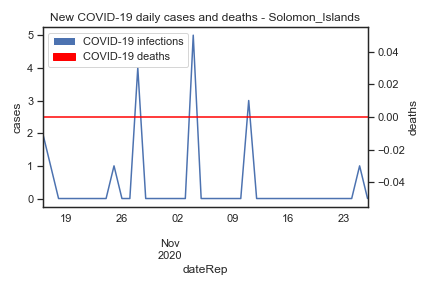 New COVID-19 daily cases and deaths - Solomon_Islands
COVID-19 infections
COVID-19 deaths
5
4
3
2
1
0
cases
0.04
0.02
0.00
−0.02
−0.04
deaths
19 26 02 09 16 23
Nov
2020
dateRep